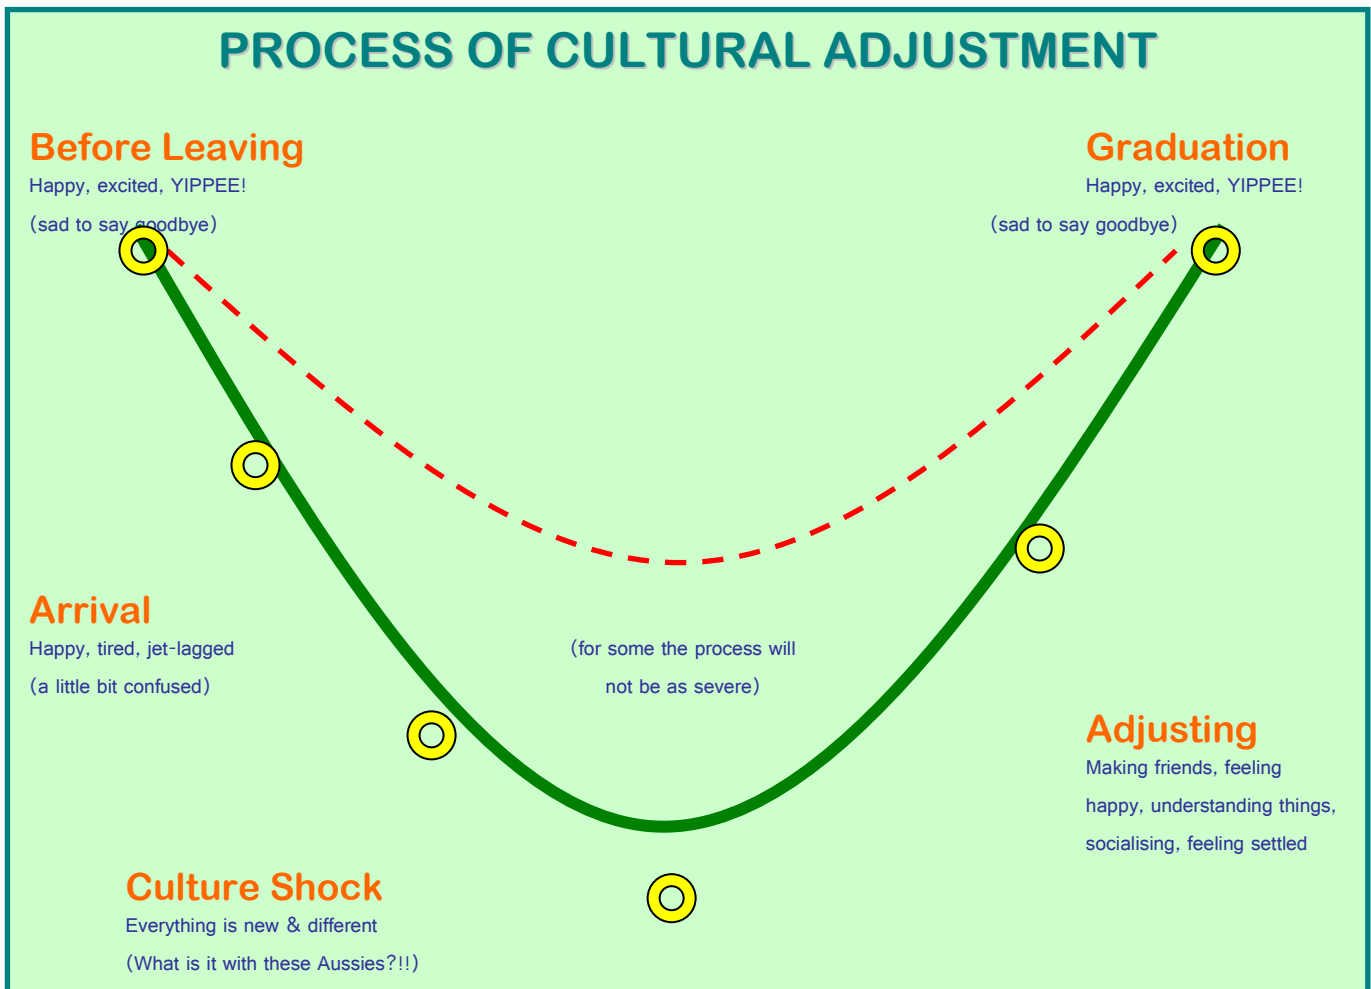 PROCESS OF CULTURAL ADJUSTMENT
Before Leaving
Happy, excited, YIPPEE!
(sad to say goodbye)
Graduation
Happy, excited, YIPPEE!
(sad to say goodbye)
Arrival
Happy, tired, jet-lagged
(a little bit confused)
(for some the process will
not be as severe)
Adjusting
Making friends, feeling
happy, understanding things,
socialising, feeling settled
Culture Shock
Everything is new & different
(What is it with these Aussies?!!)